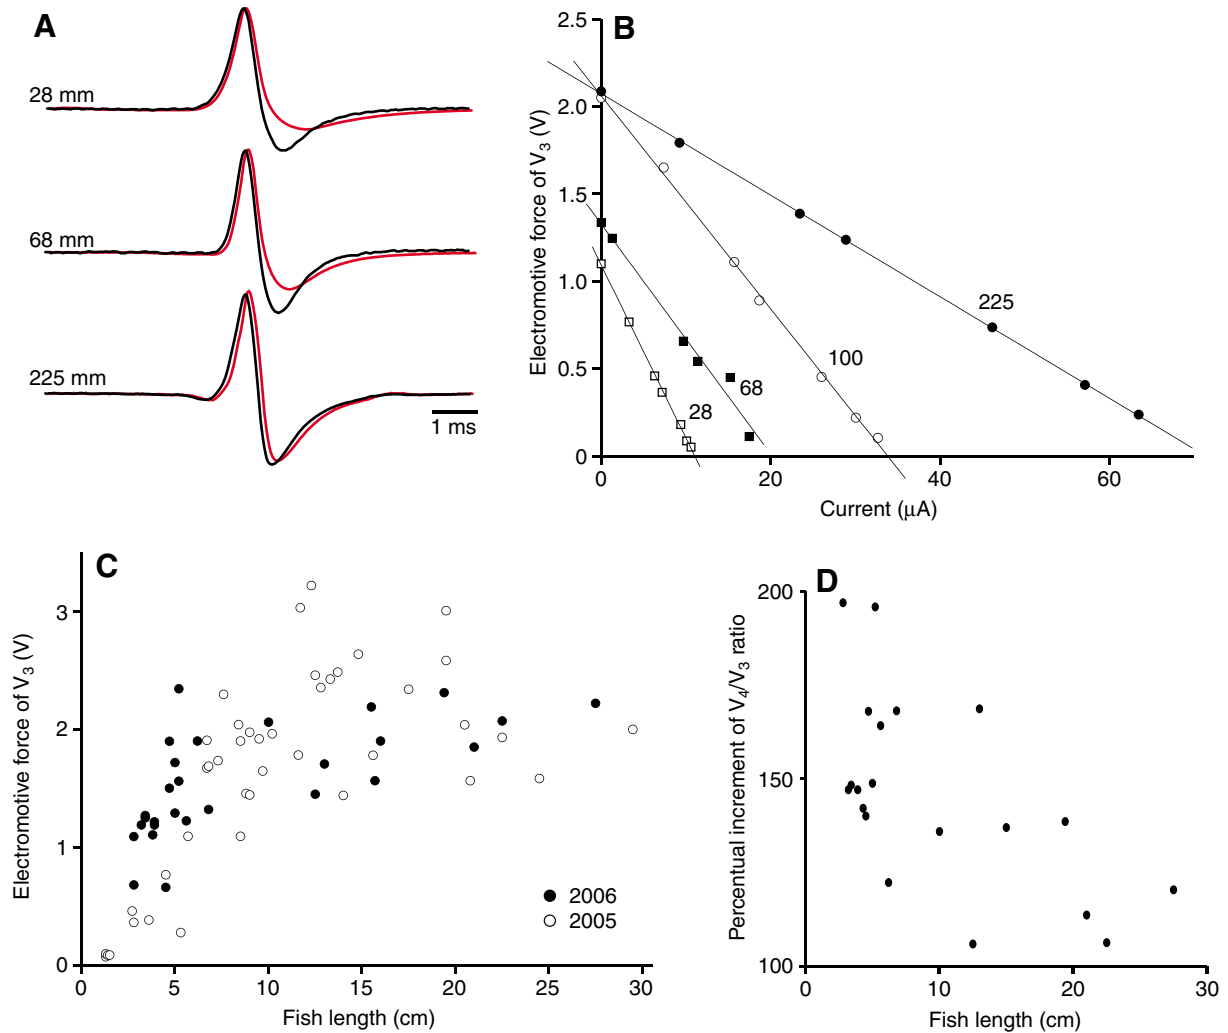 A
28 mm
68 mm
225 mm
1 ms
B
Electromotive force of V3 (V)
2.5
2.0
1.5
1.0
0.5
0
225
100
68
28
0 20 40 60
Current (μA)
C
Electromotive force of V3 (V)
3
2
1
0
2006
2005
0 5 10 15 20 25 30
Fish length (cm)
D
Percentual increment of V4/V3 ratio
200
150
100
0 10 20 30
Fish length (cm)